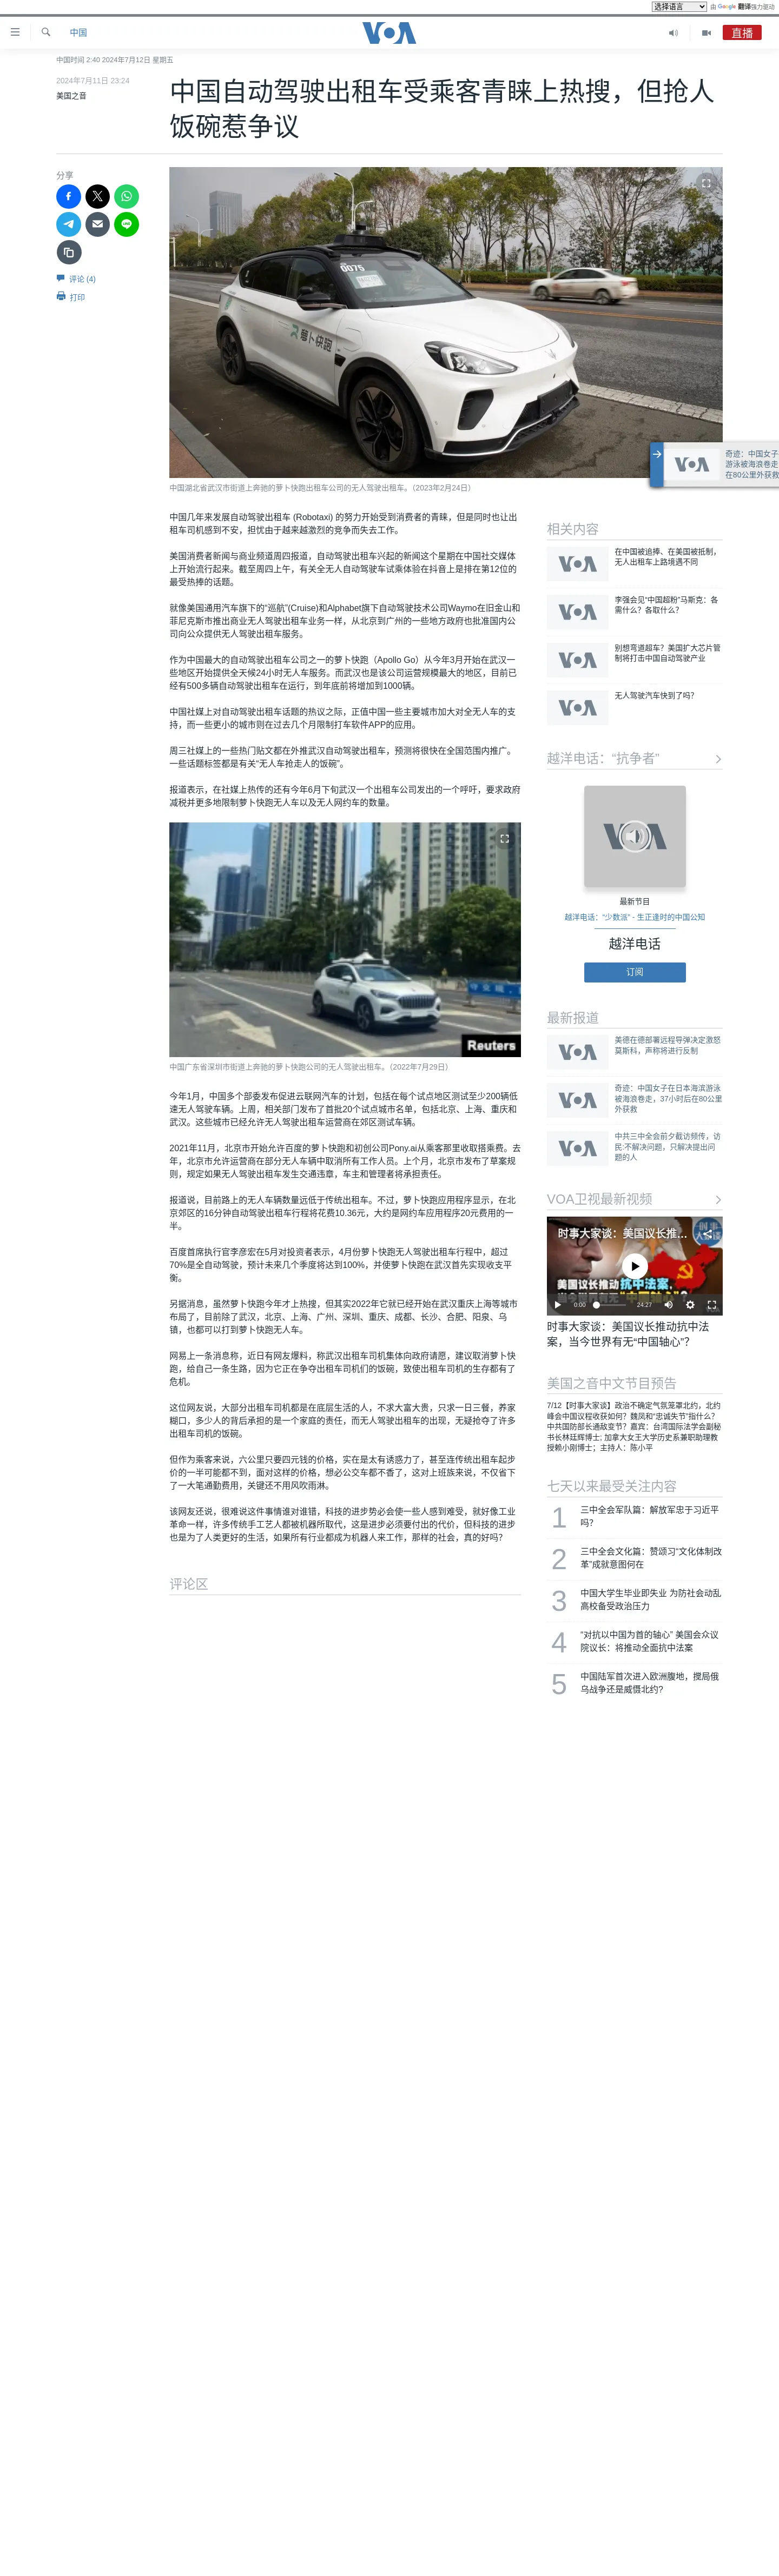 选择语言
由 Google 翻译强力驱动
中国
VOA
直播
中国时间 2:40 2024年7月12日 星期五
2024年7月11日 23:24
美国之音
中国自动驾驶出租车受乘客青睐上热搜，但抢人
饭碗惹争议
分享
评论 (4)
打印
0075
萝卜快跑
中国湖北省武汉市街道上奔驰的萝卜快跑出租车公司的无人驾驶出租车。（2023年2月24日）
VOA
奇迹：中国女子
游泳被海浪卷走
在80公里外获救
中国几年来发展自动驾驶出租车 (Robotaxi) 的努力开始受到消费者的青睐，但是同时也让出
租车司机感到不安，担忧由于越来越激烈的竞争而失去工作。
美国消费者新闻与商业频道周四报道，自动驾驶出租车兴起的新闻这个星期在中国社交媒体
上开始流行起来。截至周四上午，有关全无人自动驾驶车试乘体验在抖音上是排在第12位的
最受热捧的话题。
就像美国通用汽车旗下的“巡航”(Cruise)和Alphabet旗下自动驾驶技术公司Waymo在旧金山和
菲尼克斯市推出商业无人驾驶出租车业务一样，从北京到广州的一些地方政府也批准国内公
司向公众提供无人驾驶出租车服务。
作为中国最大的自动驾驶出租车公司之一的萝卜快跑（Apollo Go）从今年3月开始在武汉一
些地区开始提供全天候24小时无人车服务。而武汉也是该公司运营规模最大的地区，目前已
经有500多辆自动驾驶出租车在运行，到年底前将增加到1000辆。
中国社媒上对自动驾驶出租车话题的热议之际，正值中国一些主要城市加大对全无人车的支
持，而一些更小的城市则在过去几个月限制打车软件APP的应用。
周三社媒上的一些热门贴文都在外推武汉自动驾驶出租车，预测将很快在全国范围内推广。
一些话题标签都是有关“无人车抢走人的饭碗”。
报道表示，在社媒上热传的还有今年6月下旬武汉一个出租车公司发出的一个呼吁，要求政府
减税并更多地限制萝卜快跑无人车以及无人网约车的数量。
Reuters
中国广东省深圳市街道上奔驰的萝卜快跑公司的无人驾驶出租车。（2022年7月29日）
今年1月，中国多个部委发布促进云联网汽车的计划，包括在每个试点地区测试至少200辆低
速无人驾驶车辆。上周，相关部门发布了首批20个试点城市名单，包括北京、上海、重庆和
武汉。这些城市已经允许无人驾驶出租车运营商在郊区测试车辆。
2021年11月，北京市开始允许百度的萝卜快跑和初创公司Pony.ai从乘客那里收取搭乘费。去
年，北京市允许运营商在部分无人车辆中取消所有工作人员。上个月，北京市发布了草案规
则，规定如果无人驾驶出租车发生交通违章，车主和管理者将承担责任。
报道说，目前路上的无人车辆数量远低于传统出租车。不过，萝卜快跑应用程序显示，在北
京郊区的16分钟自动驾驶出租车行程将花费10.36元，大约是网约车应用程序20元费用的一
半。
百度首席执行官李彦宏在5月对投资者表示，4月份萝卜快跑无人驾驶出租车行程中，超过
70%是全自动驾驶，预计未来几个季度将达到100%，并使萝卜快跑在武汉首先实现收支平
衡。
另据消息，虽然萝卜快跑今年才上热搜，但其实2022年它就已经开始在武汉重庆上海等城市
布局了，目前除了武汉，北京、上海、广州、深圳、重庆、成都、长沙、合肥、阳泉、乌
镇，也都可以打到萝卜快跑无人车。
网易上一条消息称，近日有网友爆料，称武汉出租车司机集体向政府请愿，建议取消萝卜快
跑，给自己一条生路，因为它正在争夺出租车司机们的饭碗，致使出租车司机的生存都有了
危机。
这位网友说，大部分出租车司机都是在底层生活的人，不求大富大贵，只求一日三餐，养家
糊口，多少人的背后承担的是一个家庭的责任，而无人驾驶出租车的出现，无疑抢夺了许多
出租车司机的饭碗。
但作为乘客来说，六公里只要四元钱的价格，实在是太有诱惑力了，甚至连传统出租车起步
价的一半可能都不到，面对这样的价格，想必公交车都不香了，这对上班族来说，不仅省下
了一大笔通勤费用，关键还不用风吹雨淋。
该网友还说，很难说这件事情谁对谁错，科技的进步势必会使一些人感到难受，就好像工业
革命一样，许多传统手工艺人都被机器所取代，这是进步必须要付出的代价，但科技的进步
也是为了人类更好的生活，如果所有行业都成为机器人来工作，那样的社会，真的好吗？
评论区
相关内容
VOA
在中国被追捧、在美国被抵制，
无人出租车上路境遇不同
VOA
李强会见“中国超粉”马斯克：各
需什么？各取什么？
VOA
别想弯道超车？美国扩大芯片管
制将打击中国自动驾驶产业
VOA
无人驾驶汽车快到了吗？
越洋电话：“抗争者”
VOA
最新节目
越洋电话：“少数派” - 生正逢时的中国公知
越洋电话
订阅
最新报道
VOA
美德在德部署远程导弹决定激怒
莫斯科，声称将进行反制
VOA
奇迹：中国女子在日本海滨游泳
被海浪卷走，37小时后在80公里
外获救
VOA
中共三中全会前夕截访频传，访
民:不解决问题，只解决提出问
题的人
VOA卫视最新视频
时事大家谈：美国议长推...
美国议长推动抗中法案，
0:00
24:27
时事大家谈：美国议长推动抗中法
案，当今世界有无“中国轴心”？
美国之音中文节目预告
7/12【时事大家谈】政治不确定气氛笼罩北约，北约
峰会中国议程收获如何？魏凤和“忠诚失节”指什么？
中共国防部长通敌变节？嘉宾：台湾国际法学会副秘
书长林廷辉博士; 加拿大女王大学历史系兼职助理教
授赖小刚博士；主持人：陈小平
七天以来最受关注内容
1
三中全会军队篇：解放军忠于习近平
吗？
2
三中全会文化篇：赞颂习“文化体制改
革”成就意图何在
3
中国大学生毕业即失业 为防社会动乱
高校备受政治压力
4
“对抗以中国为首的轴心” 美国会众议
院议长：将推动全面抗中法案
5
中国陆军首次进入欧洲腹地，搅局俄
乌战争还是威慑北约?